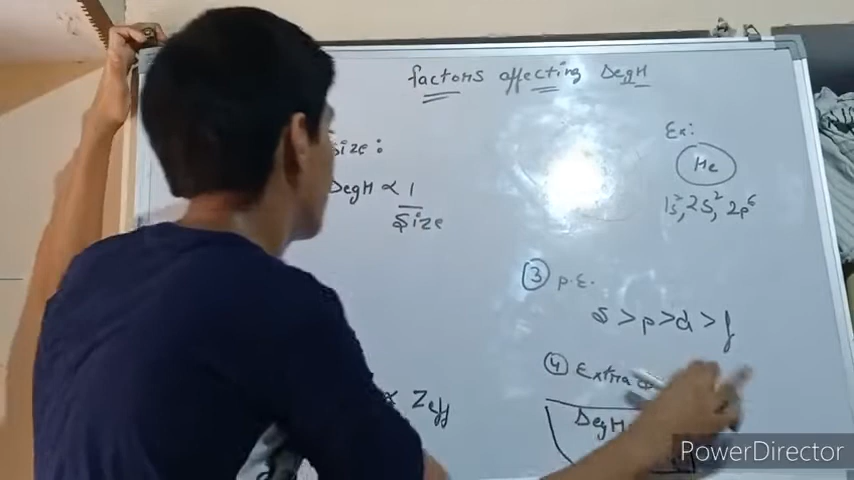 factors affecting ΔegH
Size:
ΔegH ∝ 1
Size
∝ Zeff
Ex:
Ne
1s², 2s², 2p⁶
③ P.E.
s > p > d > f
④ Extra
ΔegH
PowerDirector